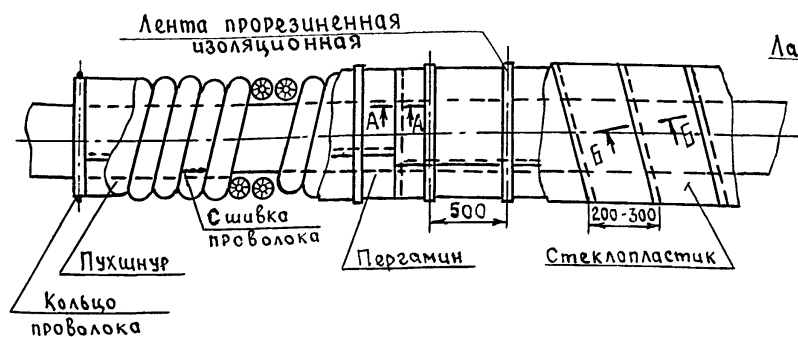 Лента прорезиненная
изоляционная
Ла
А
А
Б
Б
Сшивка
проволока
500
200-300
Пухшнур
Пергамин
Стеклопластик
Кольцо
проволока